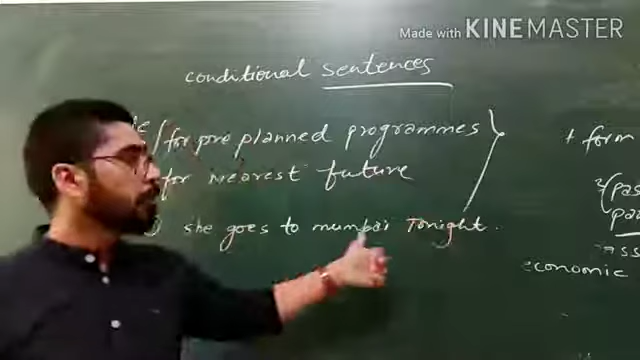 Made with KINEMASTER
conditional sentences
for pre planned programmes
for nearest future
she goes to mumbai Tonight.
+ form
economic